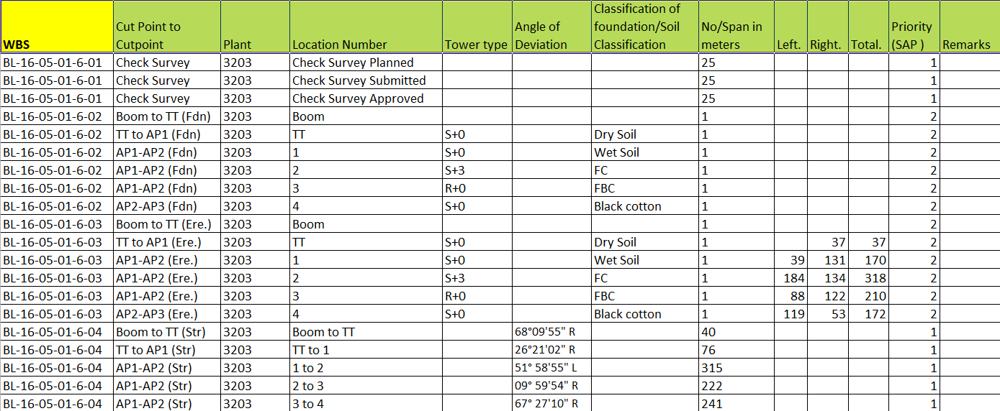 WBS Cut Point to Cutpoint Plant Location Number Tower type Angle of Deviation Classification of foundation/Soil Classification No/Span in meters Left. Right. Total. Priority (SAP ) Remarks
BL-16-05-01-6-01 Check Survey 3203 Check Survey Planned 25 1
BL-16-05-01-6-01 Check Survey 3203 Check Survey Submitted 25 1
BL-16-05-01-6-01 Check Survey 3203 Check Survey Approved 25 1
BL-16-05-01-6-02 Boom to TT (Fdn) 3203 Boom 1 2
BL-16-05-01-6-02 TT to AP1 (Fdn) 3203 TT S+0 Dry Soil 1 2
BL-16-05-01-6-02 AP1-AP2 (Fdn) 3203 1 S+0 Wet Soil 1 2
BL-16-05-01-6-02 AP1-AP2 (Fdn) 3203 2 S+3 FC 1 2
BL-16-05-01-6-02 AP1-AP2 (Fdn) 3203 3 R+0 FBC 1 2
BL-16-05-01-6-02 AP2-AP3 (Fdn) 3203 4 S+0 Black cotton 1 2
BL-16-05-01-6-03 Boom to TT (Ere.) 3203 Boom 1 2
BL-16-05-01-6-03 TT to AP1 (Ere.) 3203 TT S+0 Dry Soil 1 37 37 2
BL-16-05-01-6-03 AP1-AP2 (Ere.) 3203 1 S+0 Wet Soil 1 39 131 170 2
BL-16-05-01-6-03 AP1-AP2 (Ere.) 3203 2 S+3 FC 1 184 134 318 2
BL-16-05-01-6-03 AP1-AP2 (Ere.) 3203 3 R+0 FBC 1 88 122 210 2
BL-16-05-01-6-03 AP2-AP3 (Ere.) 3203 4 S+0 Black cotton 1 119 53 172 2
BL-16-05-01-6-04 Boom to TT (Str) 3203 Boom to TT 68°09'55" R 40 1
BL-16-05-01-6-04 TT to AP1 (Str) 3203 TT to 1 26°21'02" R 76 1
BL-16-05-01-6-04 AP1-AP2 (Str) 3203 1 to 2 51° 58'55" L 315 1
BL-16-05-01-6-04 AP1-AP2 (Str) 3203 2 to 3 09° 59'54" R 222 1
BL-16-05-01-6-04 AP1-AP2 (Str) 3203 3 to 4 67° 27'10" R 241 1